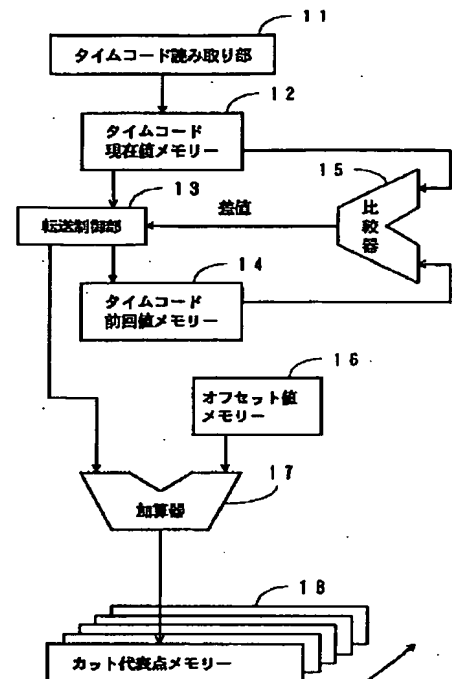 11
タイムコード読み取り部
12
タイムコード
現在値メモリー
13
15
転送制御部
差値
比較器
14
タイムコード
前回値メモリー
16
オフセット値
メモリー
17
加算器
18
カット代表点メモリー